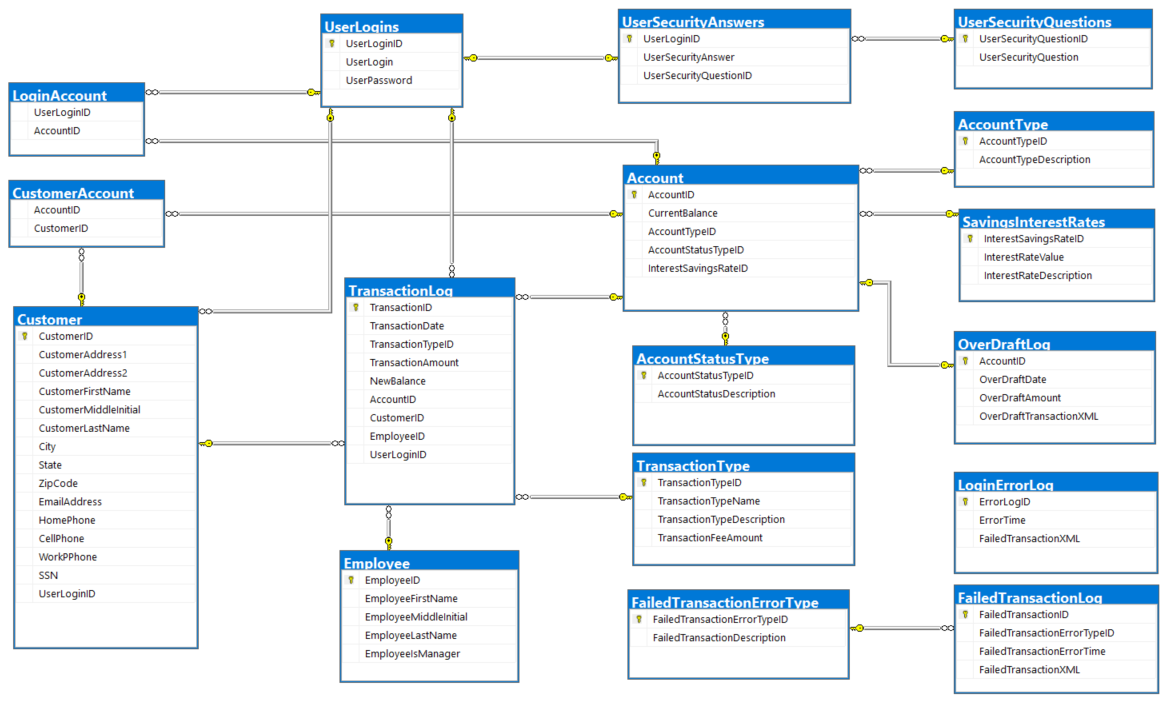 UserLogins
UserLoginID
UserLogin
UserPassword
UserSecurityAnswers
UserLoginID
UserSecurityAnswer
UserSecurityQuestionID
UserSecurityQuestions
UserSecurityQuestionID
UserSecurityQuestion
LoginAccount
UserLoginID
AccountID
AccountType
AccountTypeID
AccountTypeDescription
CustomerAccount
AccountID
CustomerID
Account
AccountID
CurrentBalance
AccountTypeID
AccountStatusTypeID
InterestSavingsRateID
SavingsInterestRates
InterestSavingsRateID
InterestRateValue
InterestRateDescription
Customer
CustomerID
CustomerAddress1
CustomerAddress2
CustomerFirstName
CustomerMiddleInitial
CustomerLastName
City
State
ZipCode
EmailAddress
HomePhone
CellPhone
WorkPPhone
SSN
UserLoginID
TransactionLog
TransactionID
TransactionDate
TransactionTypeID
TransactionAmount
NewBalance
AccountID
CustomerID
EmployeeID
UserLoginID
AccountStatusType
AccountStatusTypeID
AccountStatusDescription
OverDraftLog
AccountID
OverDraftDate
OverDraftAmount
OverDraftTransactionXML
TransactionType
TransactionTypeID
TransactionTypeName
TransactionTypeDescription
TransactionFeeAmount
LoginErrorLog
ErrorLogID
ErrorTime
FailedTransactionXML
Employee
EmployeeID
EmployeeFirstName
EmployeeMiddleInitial
EmployeeLastName
EmployeeIsManager
FailedTransactionErrorType
FailedTransactionErrorTypeID
FailedTransactionDescription
FailedTransactionLog
FailedTransactionID
FailedTransactionErrorTypeID
FailedTransactionErrorTime
FailedTransactionXML